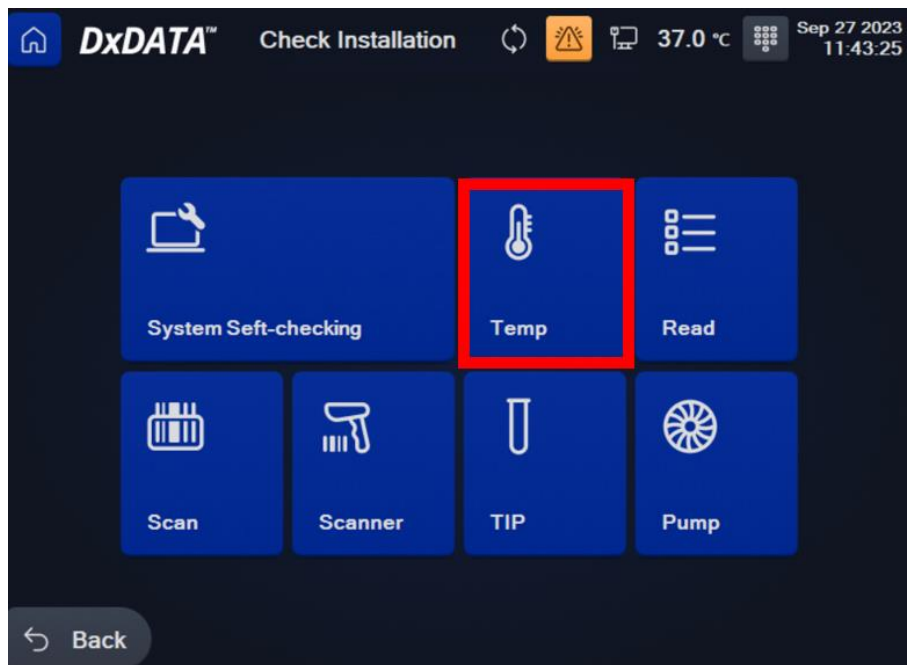 DxDATA™ Check Installation 37.0 °C Sep 27 2023
11:43:25
System Seft-checking
Temp
Read
Scan
Scanner
TIP
Pump
Back